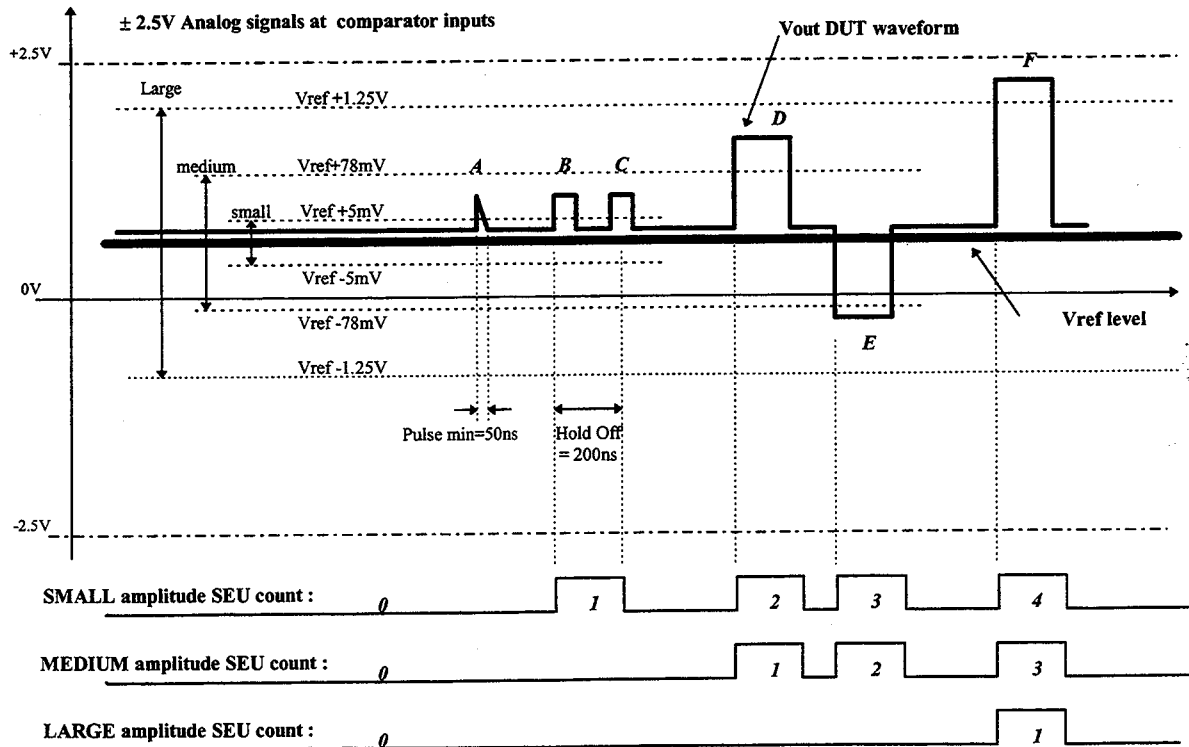 ± 2.5V Analog signals at comparator inputs
Vout DUT waveform
+2.5V
F
Large
Vref +1.25V
D
medium
Vref+78mV
A
B
C
small
Vref +5mV
Vref -5mV
0V
Vref -78mV
Vref level
E
Vref -1.25V
Pulse min=50ns
Hold Off
= 200ns
-2.5V
SMALL amplitude SEU count : 0 1 2 3 4
MEDIUM amplitude SEU count : 0 1 2 3
LARGE amplitude SEU count : 0 1